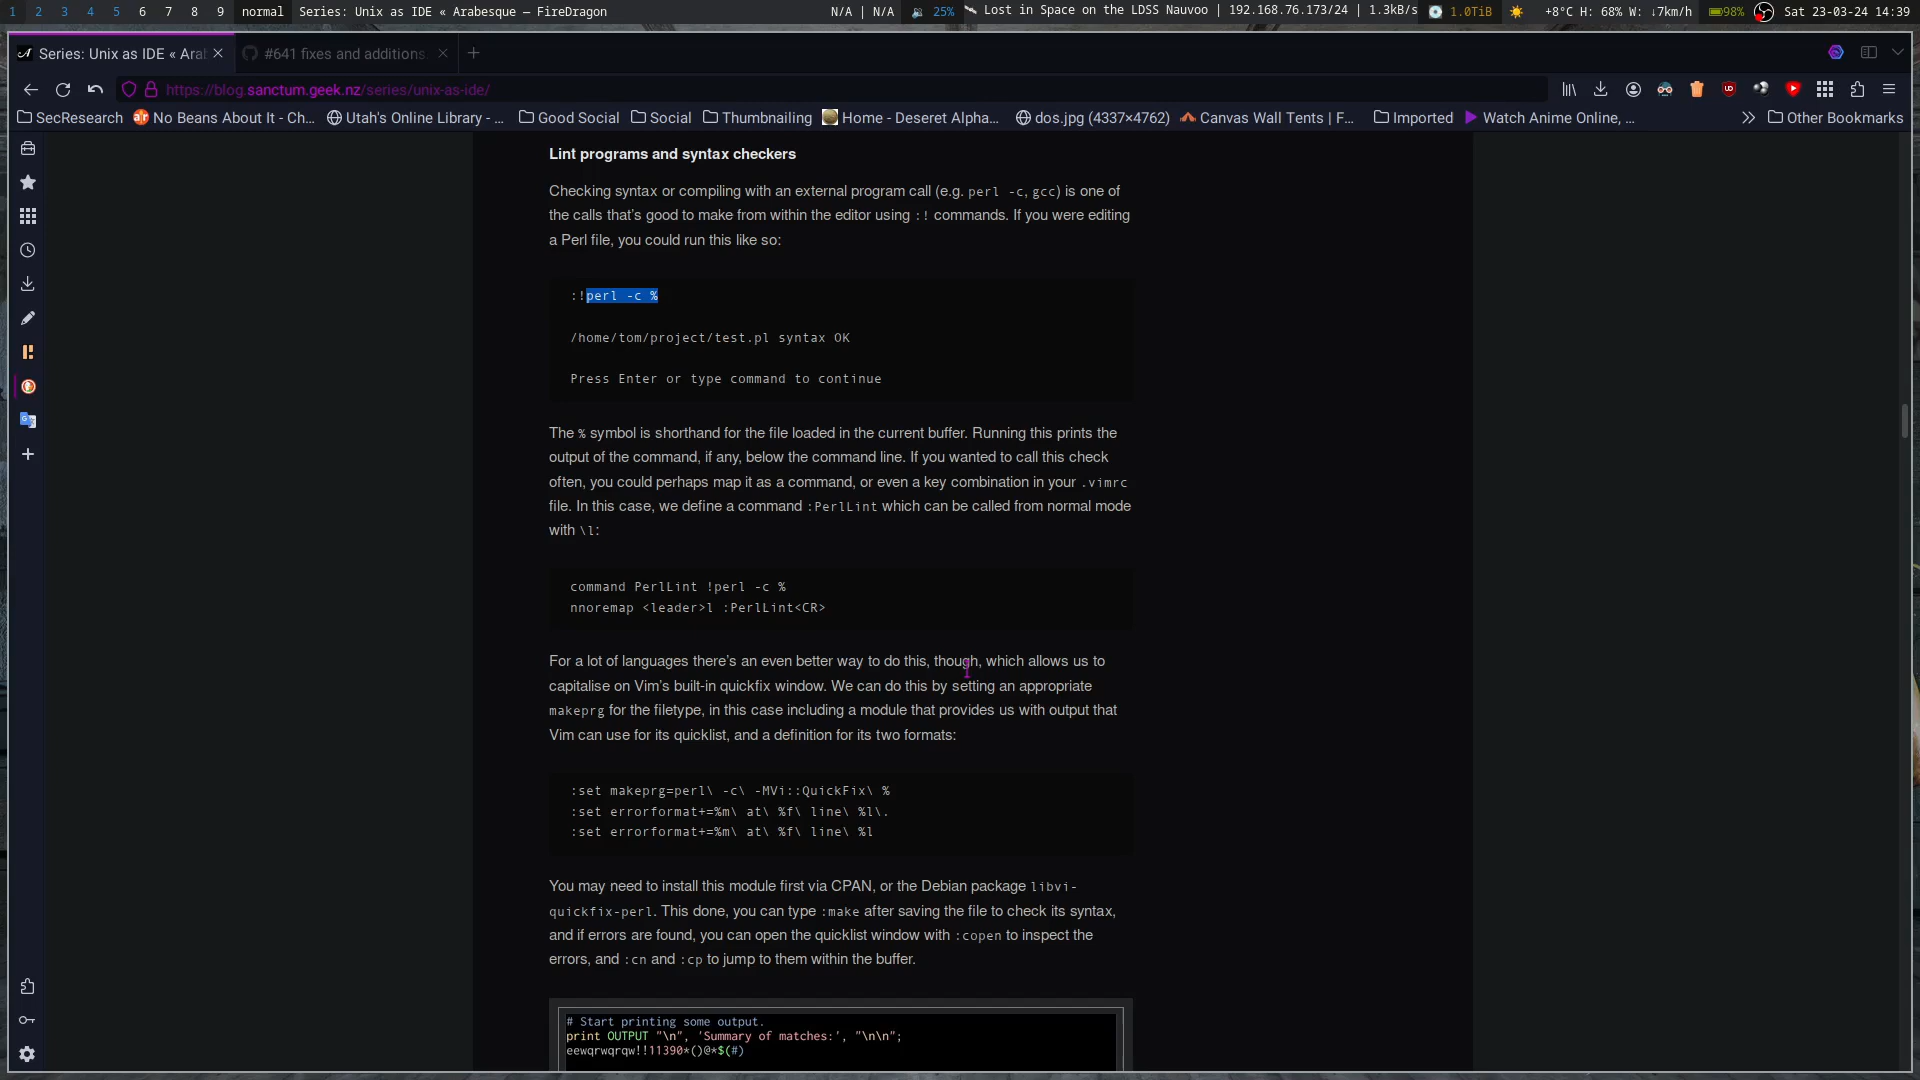 1 2 3 4 5 6 7 8 9 normal Series: Unix as IDE « Arabesque — FireDragon N/A | N/A 25% Lost in Space on the LDSS Nauvoo | 192.168.76.173/24 | 1.3kB/s 1.0TiB +8°C H: 68% W: ↓7km/h 98% Sat 23-03-24 14:39
Series: Unix as IDE « Ara #641 fixes and additions
https://blog.sanctum.geek.nz/series/unix-as-ide/
SecResearch No Beans About It - Ch... Utah's Online Library - ... Good Social Social Thumbnailing Home - Deseret Alpha... dos.jpg (4337×4762) Canvas Wall Tents | F... Imported Watch Anime Online, ... Other Bookmarks
Lint programs and syntax checkers
Checking syntax or compiling with an external program call (e.g. perl -c, gcc) is one of
the calls that's good to make from within the editor using :! commands. If you were editing
a Perl file, you could run this like so:
:!perl -c %
/home/tom/project/test.pl syntax OK
Press Enter or type command to continue
The % symbol is shorthand for the file loaded in the current buffer. Running this prints the
output of the command, if any, below the command line. If you wanted to call this check
often, you could perhaps map it as a command, or even a key combination in your .vimrc
file. In this case, we define a command :PerlLint which can be called from normal mode
with \l:
command PerlLint !perl -c %
nnoremap <leader>l :PerlLint<CR>
For a lot of languages there's an even better way to do this, though, which allows us to
capitalise on Vim's built-in quickfix window. We can do this by setting an appropriate
makeprg for the filetype, in this case including a module that provides us with output that
Vim can use for its quicklist, and a definition for its two formats:
:set makeprg=perl\ -c\ -MVi::QuickFix\ %
:set errorformat+=%m\ at\ %f\ line\ %l\.
:set errorformat+=%m\ at\ %f\ line\ %l
You may need to install this module first via CPAN, or the Debian package libvi-
quickfix-perl. This done, you can type :make after saving the file to check its syntax,
and if errors are found, you can open the quicklist window with :copen to inspect the
errors, and :cn and :cp to jump to them within the buffer.
# Start printing some output.
print OUTPUT "\n", 'Summary of matches:', "\n\n";
eewqrwqrqw!!11390*()@*$(#)